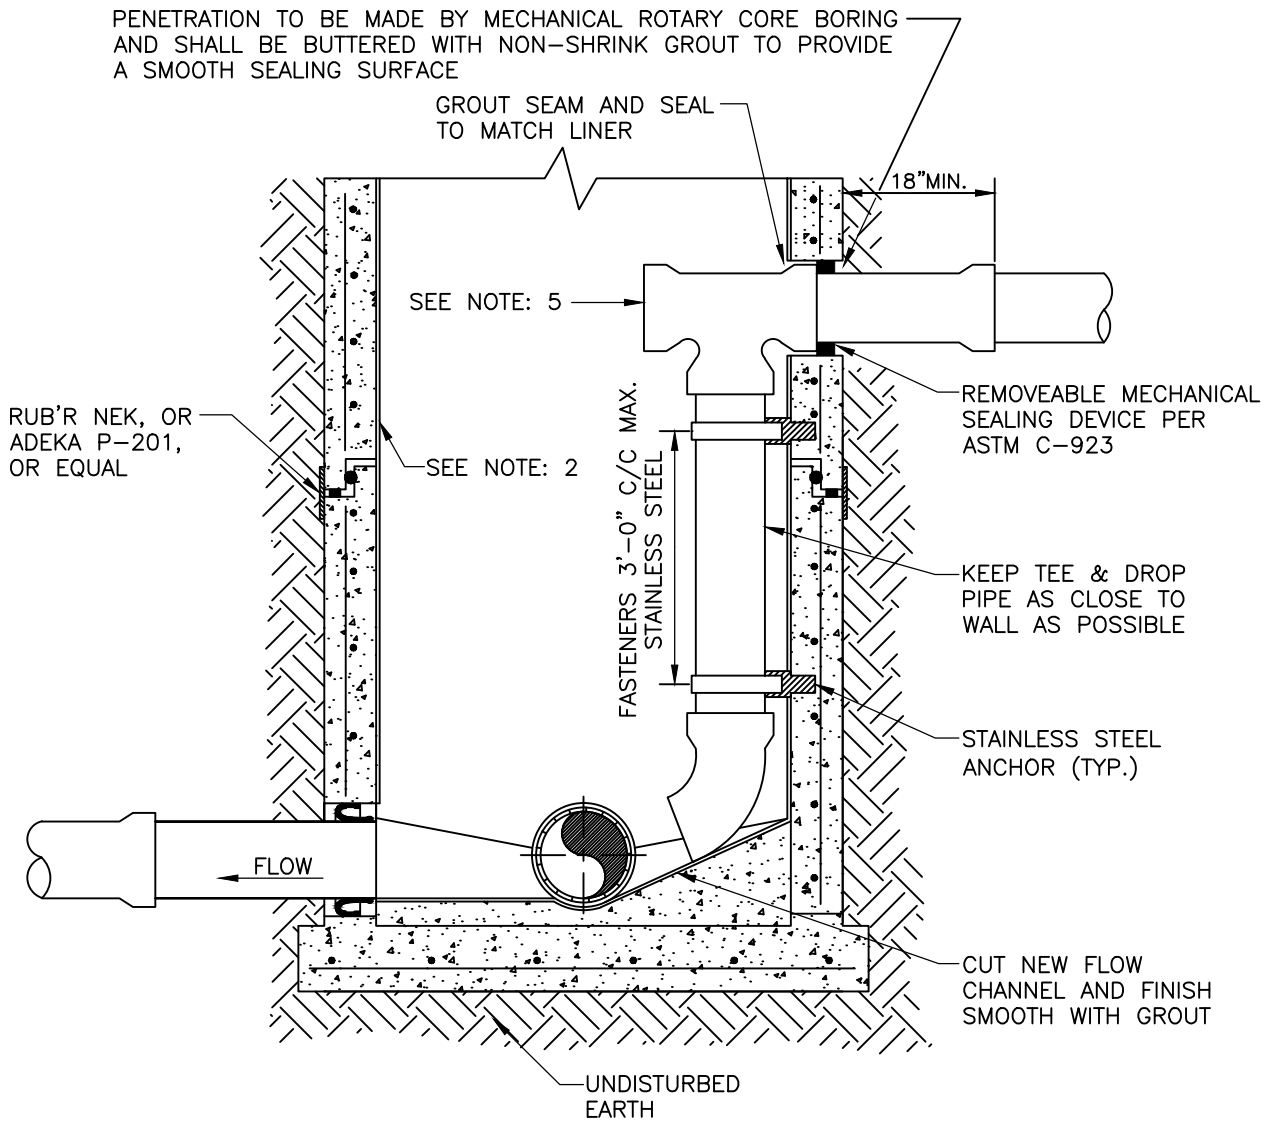 PENETRATION TO BE MADE BY MECHANICAL ROTARY CORE BORING
AND SHALL BE BUTTERED WITH NON-SHRINK GROUT TO PROVIDE
A SMOOTH SEALING SURFACE
GROUT SEAM AND SEAL
TO MATCH LINER
18"MIN.
SEE NOTE: 5
REMOVEABLE MECHANICAL
SEALING DEVICE PER
ASTM C-923
RUB'R NEK, OR
ADEKA P-201,
OR EQUAL
SEE NOTE: 2
FASTENERS 3'-0" C/C MAX.
STAINLESS STEEL
KEEP TEE & DROP
PIPE AS CLOSE TO
WALL AS POSSIBLE
STAINLESS STEEL
ANCHOR (TYP.)
FLOW
CUT NEW FLOW
CHANNEL AND FINISH
SMOOTH WITH GROUT
UNDISTURBED
EARTH